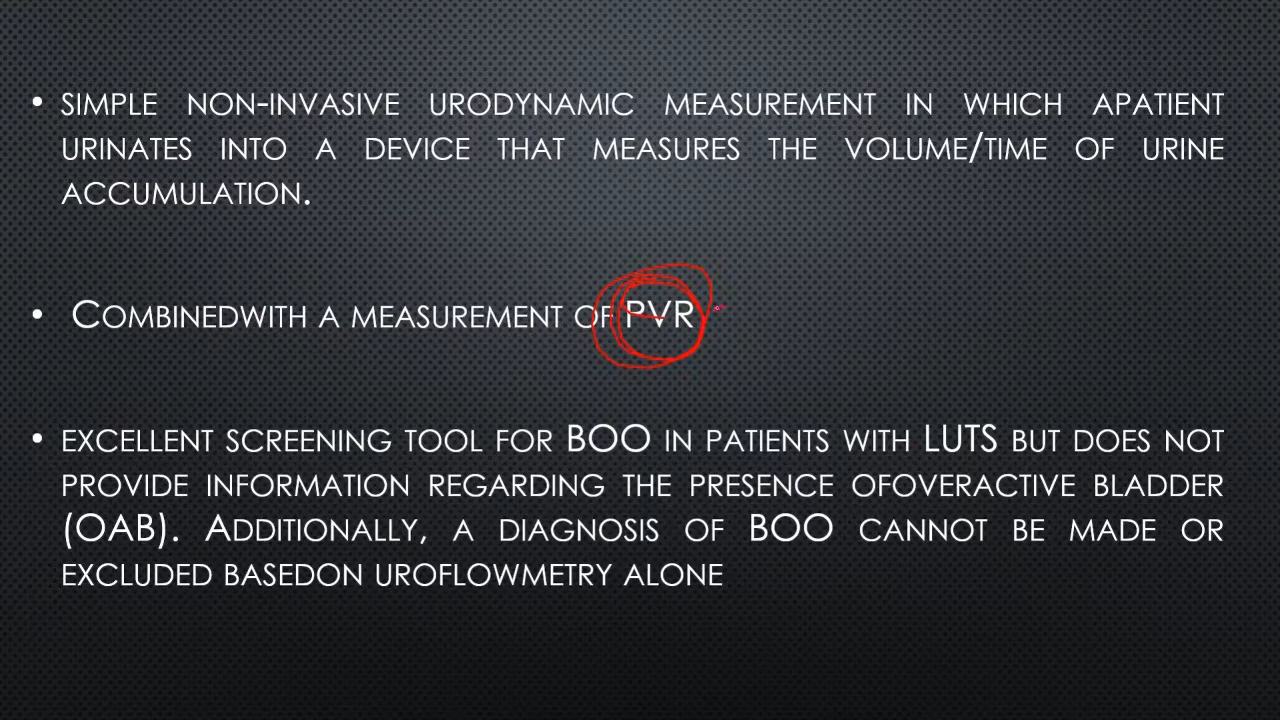 • SIMPLE NON-INVASIVE URODYNAMIC MEASUREMENT IN WHICH APATIENT
URINATES INTO A DEVICE THAT MEASURES THE VOLUME/TIME OF URINE
ACCUMULATION.
• COMBINEDWITH A MEASUREMENT OF PVR
• EXCELLENT SCREENING TOOL FOR BOO IN PATIENTS WITH LUTS BUT DOES NOT
PROVIDE INFORMATION REGARDING THE PRESENCE OFOVERACTIVE BLADDER
(OAB). ADDITIONALLY, A DIAGNOSIS OF BOO CANNOT BE MADE OR
EXCLUDED BASEDON UROFLOWMETRY ALONE